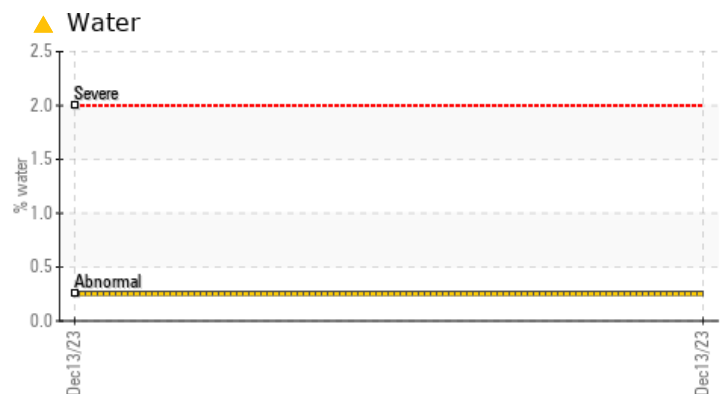 Water
2.5
Severe
2.0
1.5
% water
1.0
0.5
Abnormal
0.0
Dec13/23
Dec13/23